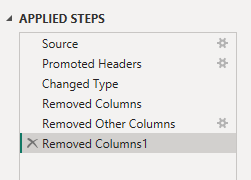 APPLIED STEPS
Source
Promoted Headers
Changed Type
Removed Columns
Removed Other Columns
Removed Columns1